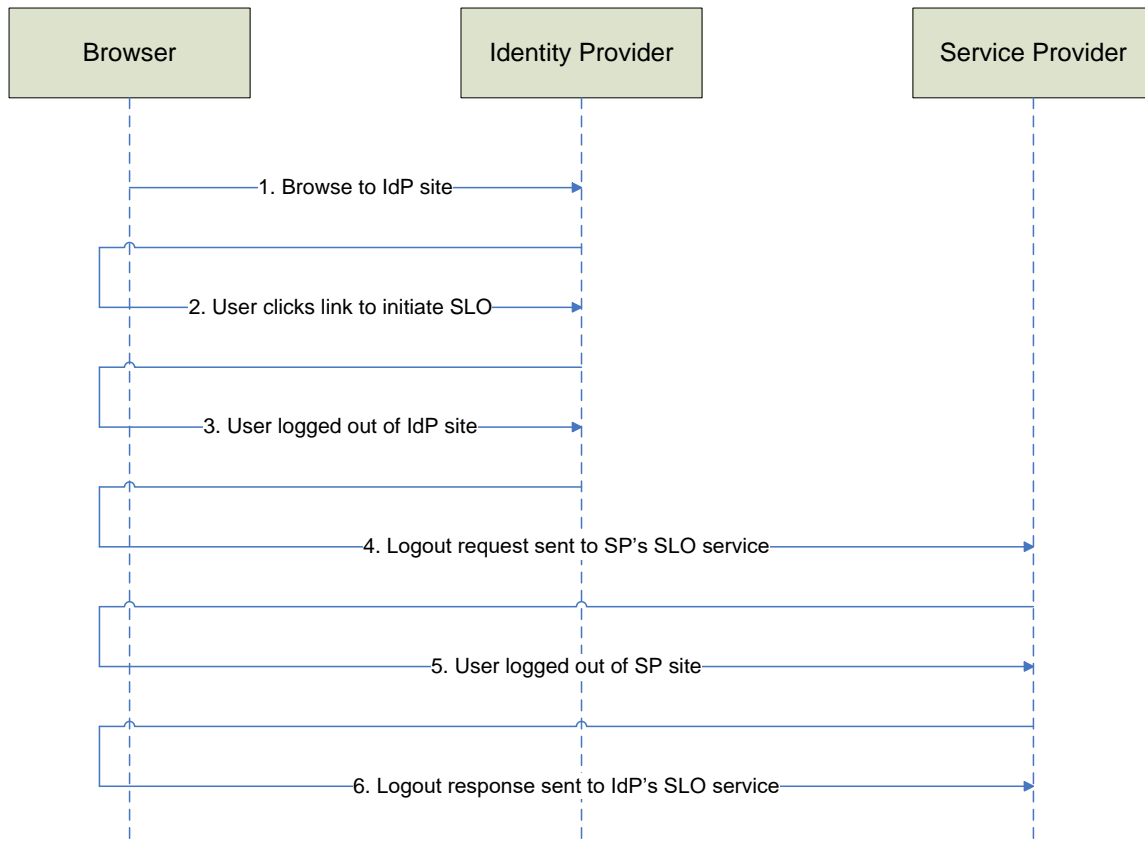 Browser
Identity Provider
Service Provider
1. Browse to IdP site
2. User clicks link to initiate SLO
3. User logged out of IdP site
4. Logout request sent to SP’s SLO service
5. User logged out of SP site
6. Logout response sent to IdP’s SLO service